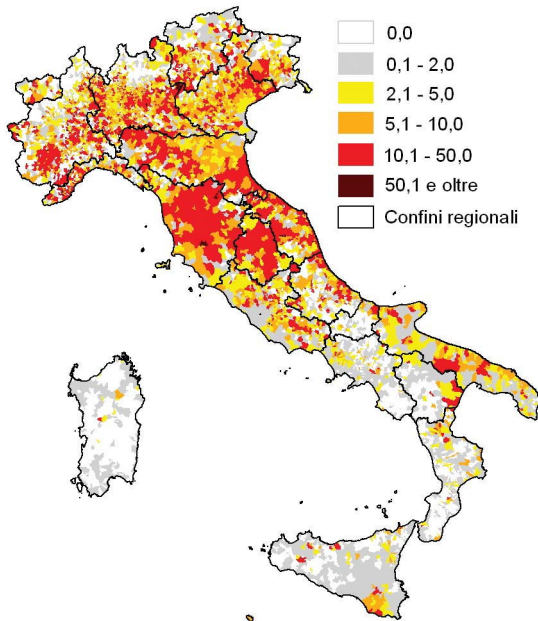 0,0
0,1 - 2,0
2,1 - 5,0
5,1 - 10,0
10,1 - 50,0
50,1 e oltre
Confini regionali